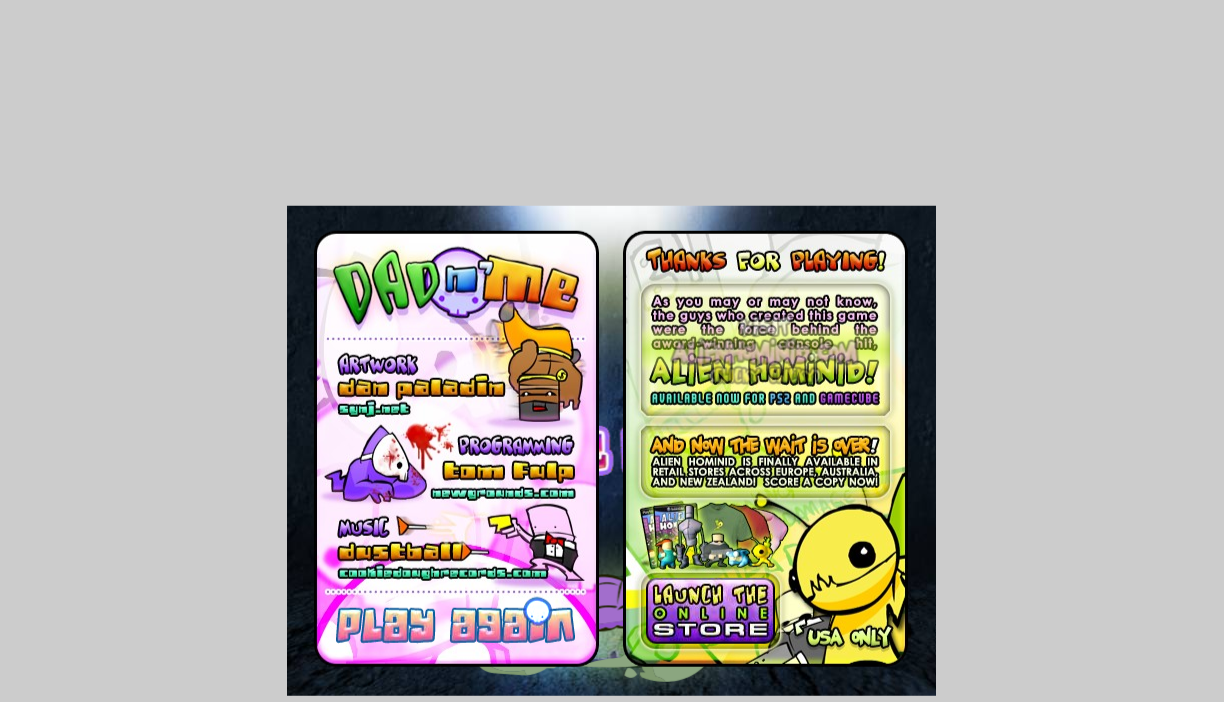 DAD n' ME
ARTWORK
dan paladin
synj.net
PROGRAMMING
tom fulp
newgrounds.com
MUSIC
dustball
cookiedoughrecords.com
PLAY AGAIN
THANKS FOR PLAYING!
As you may or may not know,
the guys who created this game
were the force behind the
award-winning console hit,
ALIEN HOMINID!
AVAILABLE NOW FOR PS2 AND GAMECUBE
AND NOW THE WAIT IS OVER!
ALIEN HOMINID IS FINALLY AVAILABLE IN
RETAIL STORES ACROSS EUROPE, AUSTRALIA,
AND NEW ZEALAND! SCORE A COPY NOW!
LAUNCH THE
ONLINE
STORE
USA ONLY